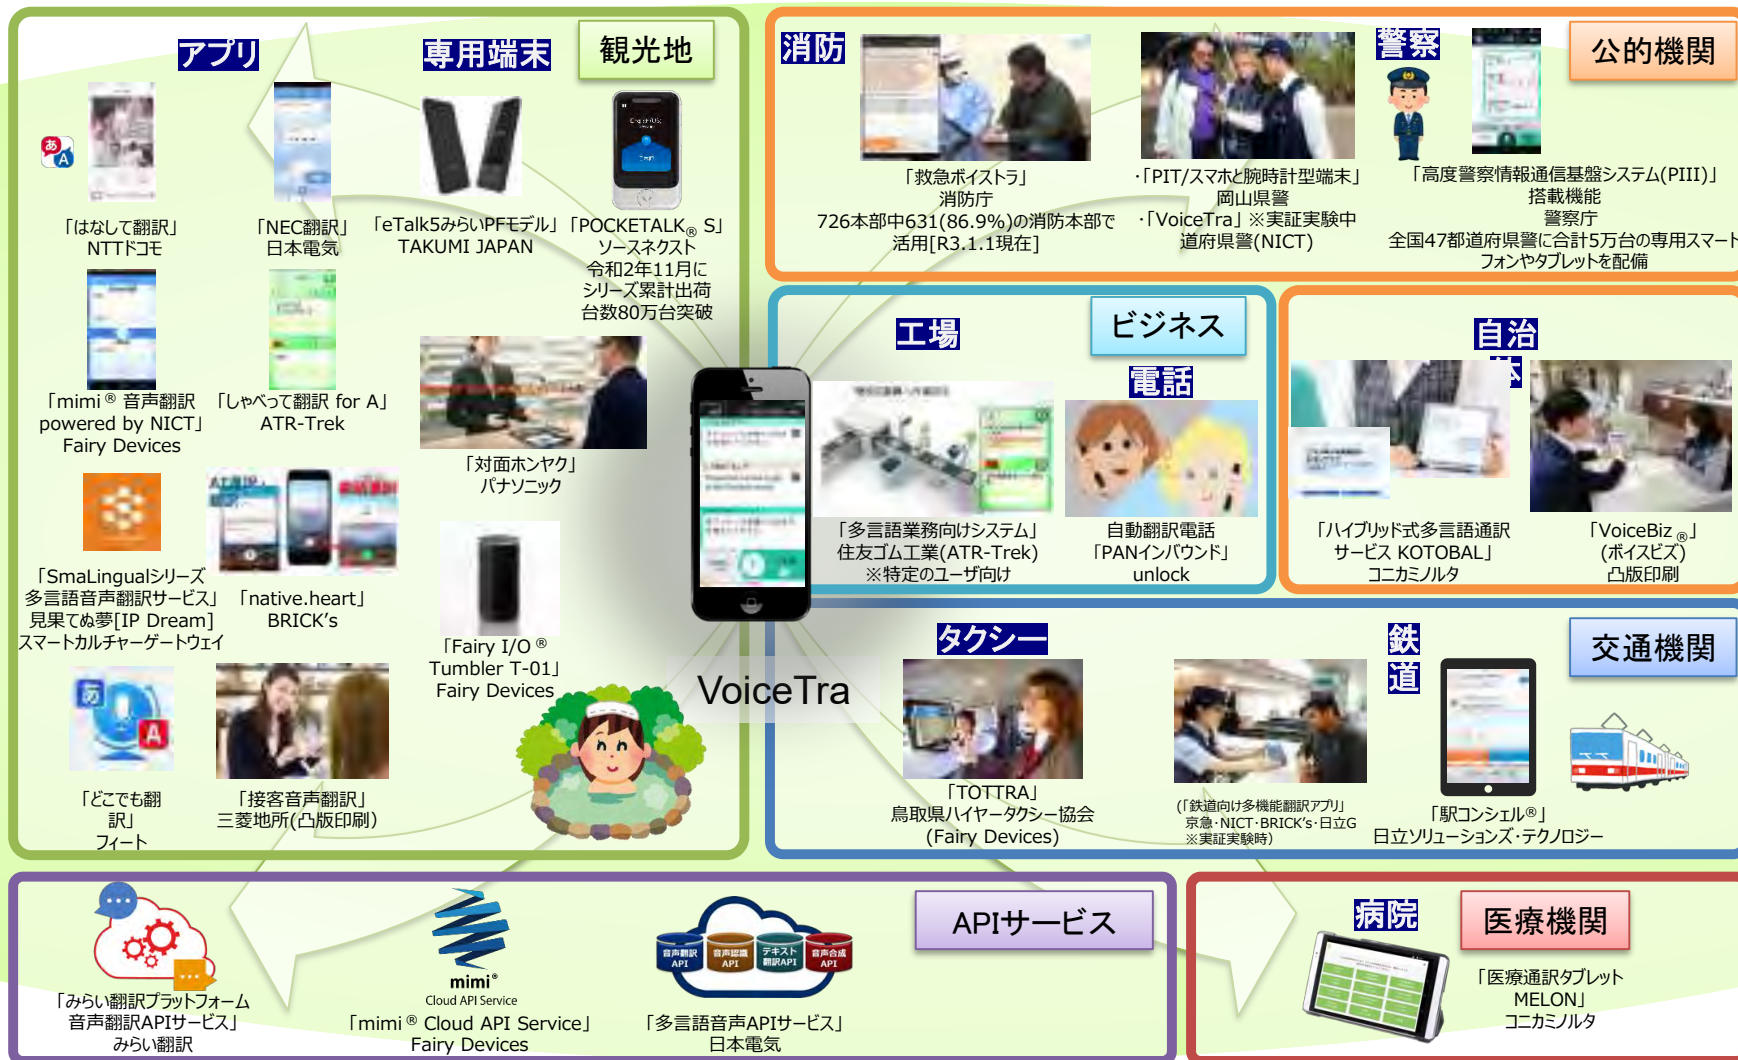 観光地
アプリ
専用端末
「はなして翻訳」
NTTドコモ
「NEC翻訳」
日本電気
「eTalk5みらいPFモデル」
TAKUMI JAPAN
「POCKETALK® S」
ソースネクスト
令和2年11月に
シリーズ累計出荷
台数80万台突破
「mimi® 音声翻訳
powered by NICT」
Fairy Devices
「しゃべって翻訳 for A」
ATR-Trek
「対面ホンヤク」
パナソニック
「SmaLingualシリーズ
多言語音声翻訳サービス」
見果てぬ夢[IP Dream]
スマートカルチャーゲートウェイ
「native.heart」
BRICK's
「Fairy I/O®
Tumbler T-01」
Fairy Devices
「どこでも翻
訳」
フィート
「接客音声翻訳」
三菱地所(凸版印刷)
VoiceTra
公的機関
消防
「救急ボイストラ」
消防庁
726本部中631(86.9%)の消防本部で
活用[R3.1.1現在]
・「PIT/スマホと腕時計型端末」
岡山県警
・「VoiceTra」※実証実験中
道府県警(NICT)
警察
「高度警察情報通信基盤システム(PIII)」
搭載機能
警察庁
全国47都道府県警に合計5万台の専用スマート
フォンやタブレットを配備
ビジネス
工場
「多言語業務向けシステム」
住友ゴム工業(ATR-Trek)
※特定のユーザ向け
電話
自動翻訳電話
「PANインバウンド」
unlock
自治
体
「ハイブリッド式多言語通訳
サービス KOTOBAL」
コニカミノルタ
「VoiceBiz®」
(ボイスビズ)
凸版印刷
交通機関
タクシー
「TOTTRA」
鳥取県ハイヤータクシー協会
(Fairy Devices)
鉄
道
(「鉄道向け多機能翻訳アプリ」
京急・NICT・BRICK's・日立G
※実証実験時)
「駅コンシェル®」
日立ソリューションズ・テクノロジー
APIサービス
「みらい翻訳プラットフォーム
音声翻訳APIサービス」
みらい翻訳
mimi®
Cloud API Service
「mimi® Cloud API Service」
Fairy Devices
音声翻訳
API
音声認識
API
テキスト
翻訳API
音声合成
API
「多言語音声APIサービス」
日本電気
医療機関
病院
「医療通訳タブレット
MELON」
コニカミノルタ